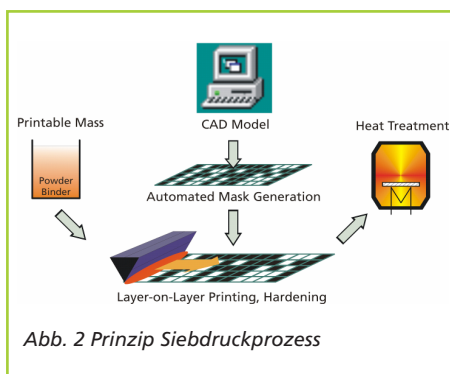 CAD Model
Printable Mass
Heat Treatment
Powder
Binder
Automated Mask Generation
Layer-on-Layer Printing, Hardening
Abb. 2 Prinzip Siebdruckprozess